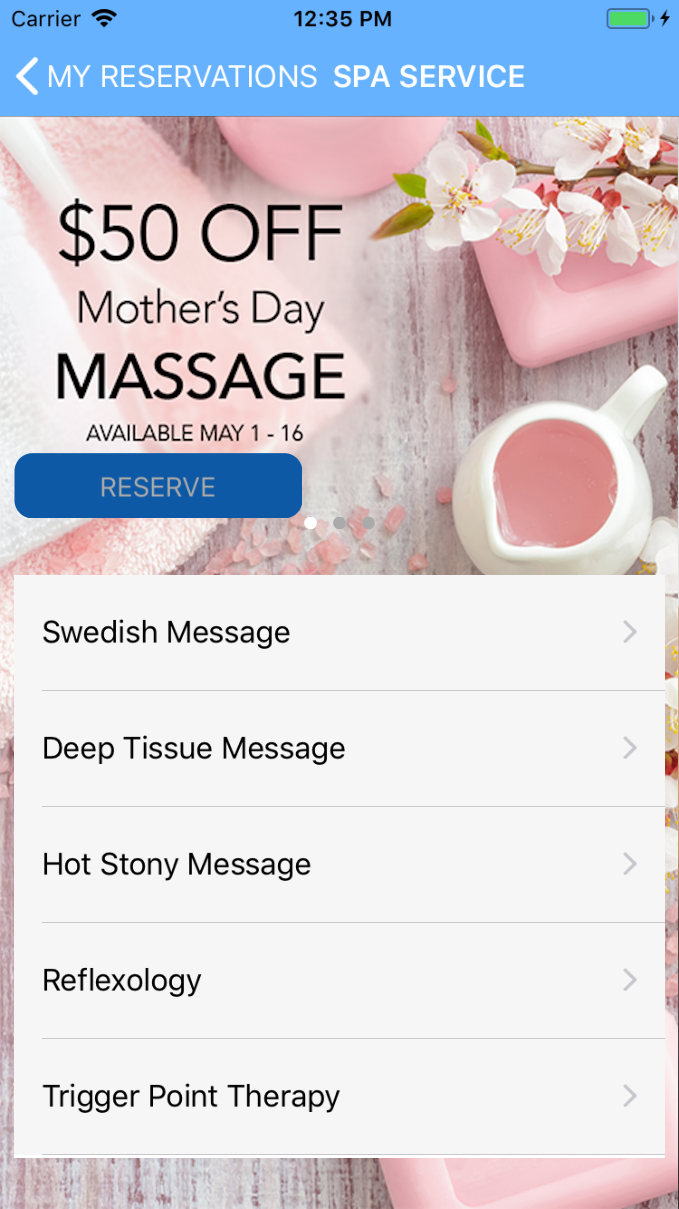 Carrier 12:35 PM
MY RESERVATIONS SPA SERVICE
$50 OFF
Mother's Day
MASSAGE
AVAILABLE MAY 1 - 16
RESERVE
Swedish Message
Deep Tissue Message
Hot Stony Message
Reflexology
Trigger Point Therapy